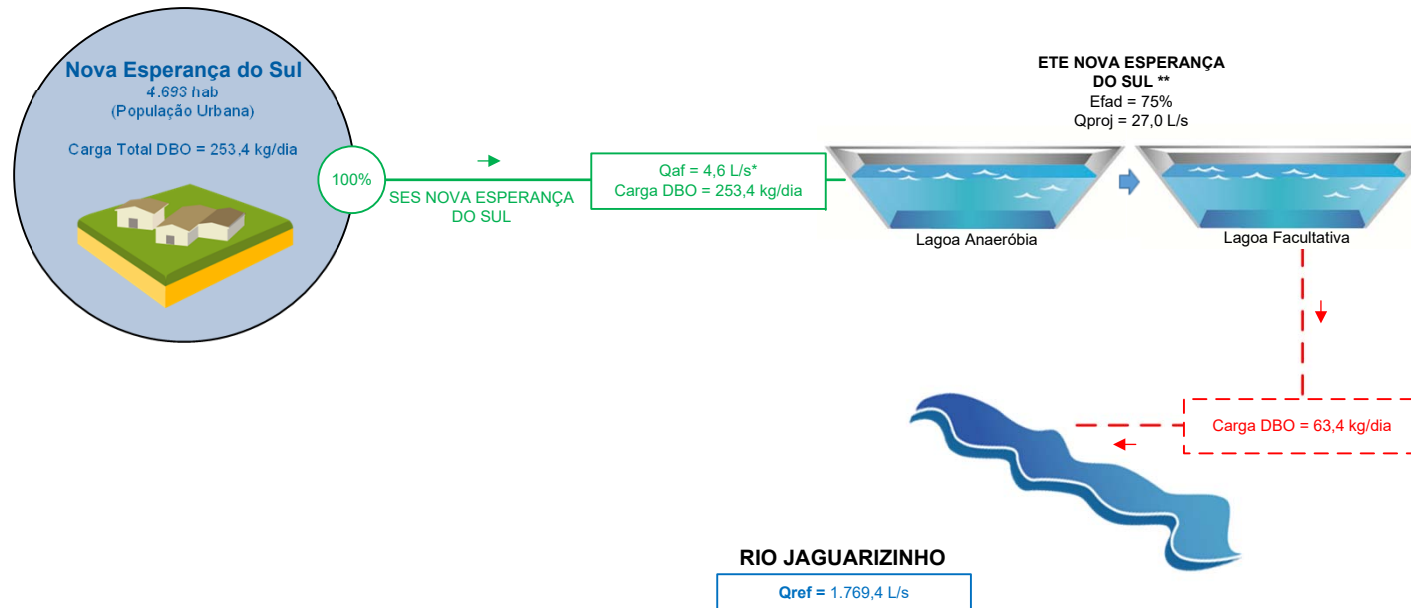 Nova Esperança do Sul
4.693 hab
(População Urbana)
Carga Total DBO = 253,4 kg/dia
100%
SES NOVA ESPERANÇA
DO SUL
Qaf = 4,6 L/s*
Carga DBO = 253,4 kg/dia
ETE NOVA ESPERANÇA
DO SUL **
Efad = 75%
Qproj = 27,0 L/s
Lagoa Anaeróbia
Lagoa Facultativa
Carga DBO = 63,4 kg/dia
RIO JAGUARIZINHO
Qref = 1.769,4 L/s